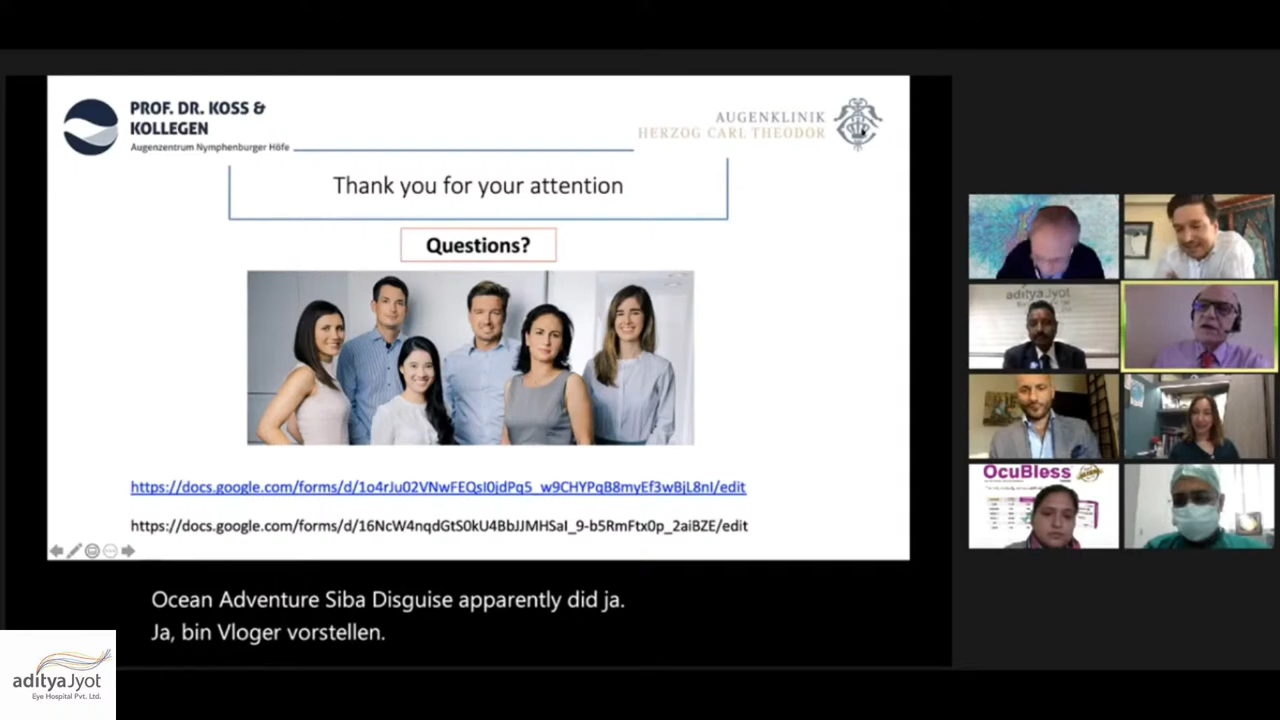 PROF. DR. KOSS &
KOLLEGEN
Augenzentrum Nymphenburger Höfe
AUGENKLINIK
HERZOG CARL THEODOR
Thank you for your attention
Questions?
https://docs.google.com/forms/d/1o4rJu02VNwFEQsI0jdPq5_w9CHYPqB8myEf3wBjL8nI/edit
https://docs.google.com/forms/d/16NcW4nqdGtS0kU4BbJJMHSaI_9-b5RmFtx0p_2aiBZE/edit
Ocean Adventure Siba Disguise apparently did ja.
Ja, bin Vloger vorstellen.
adityaJyot
OcuBless
adityaJyot
Eye Hospital Pvt. Ltd.